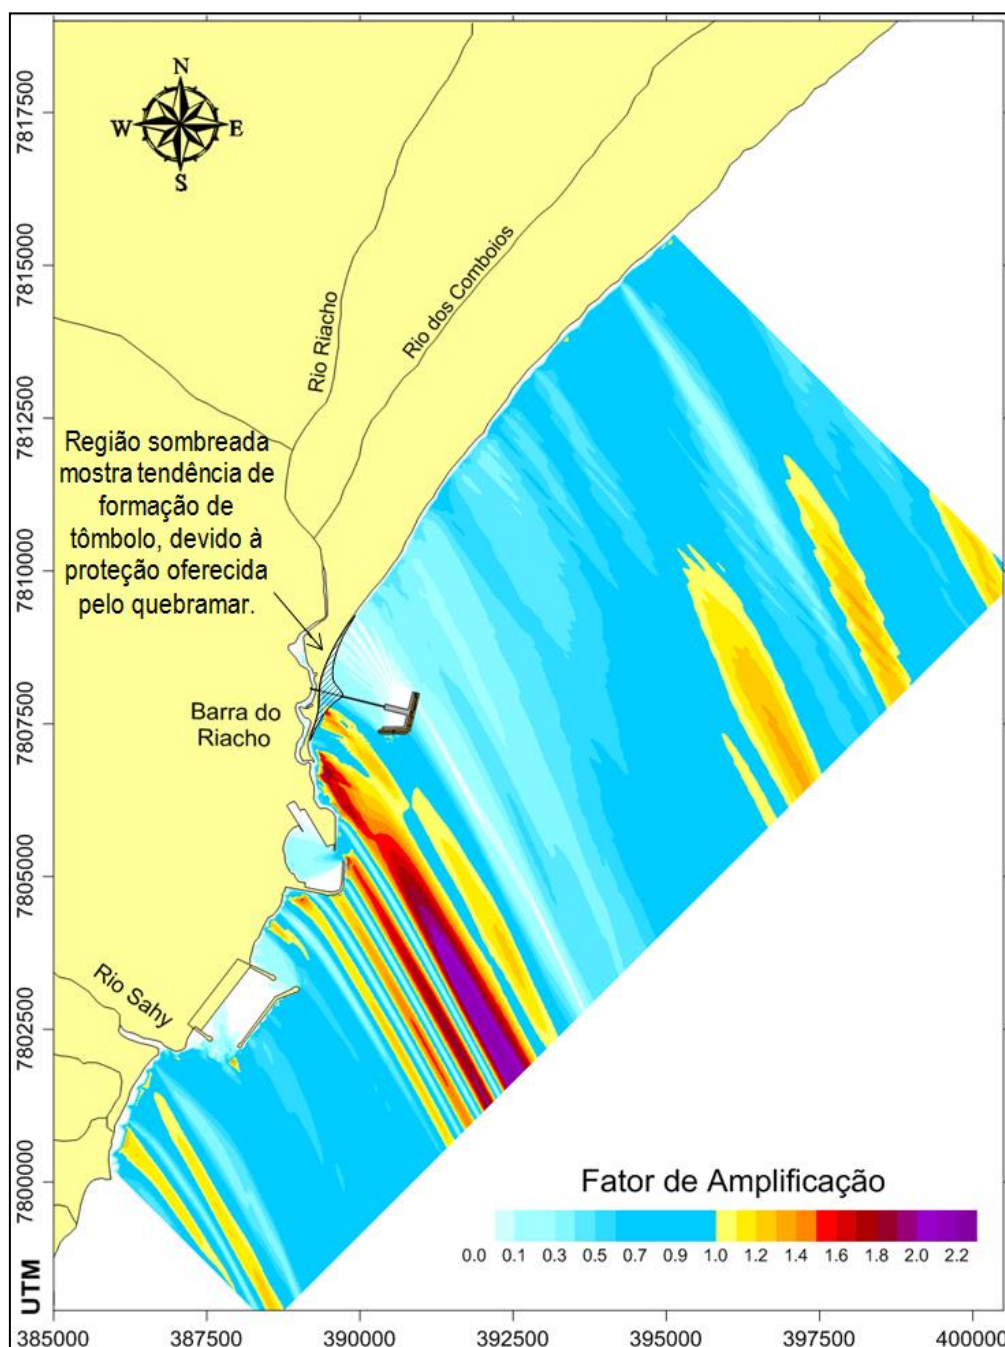 N
W
E
S
7817500
7815000
7812500
7810000
7807500
7805000
7802500
7800000
UTM
Rio Riacho
Rio dos Comboios
Região sombreada
mostra tendência de
formação de
tômbolo, devido à
proteção oferecida
pelo quebramar.
Barra do
Riacho
Rio Sahy
Fator de Amplificação
0.0 0.1 0.3 0.5 0.7 0.9 1.0 1.2 1.4 1.6 1.8 2.0 2.2
385000 387500 390000 392500 395000 397500 400000